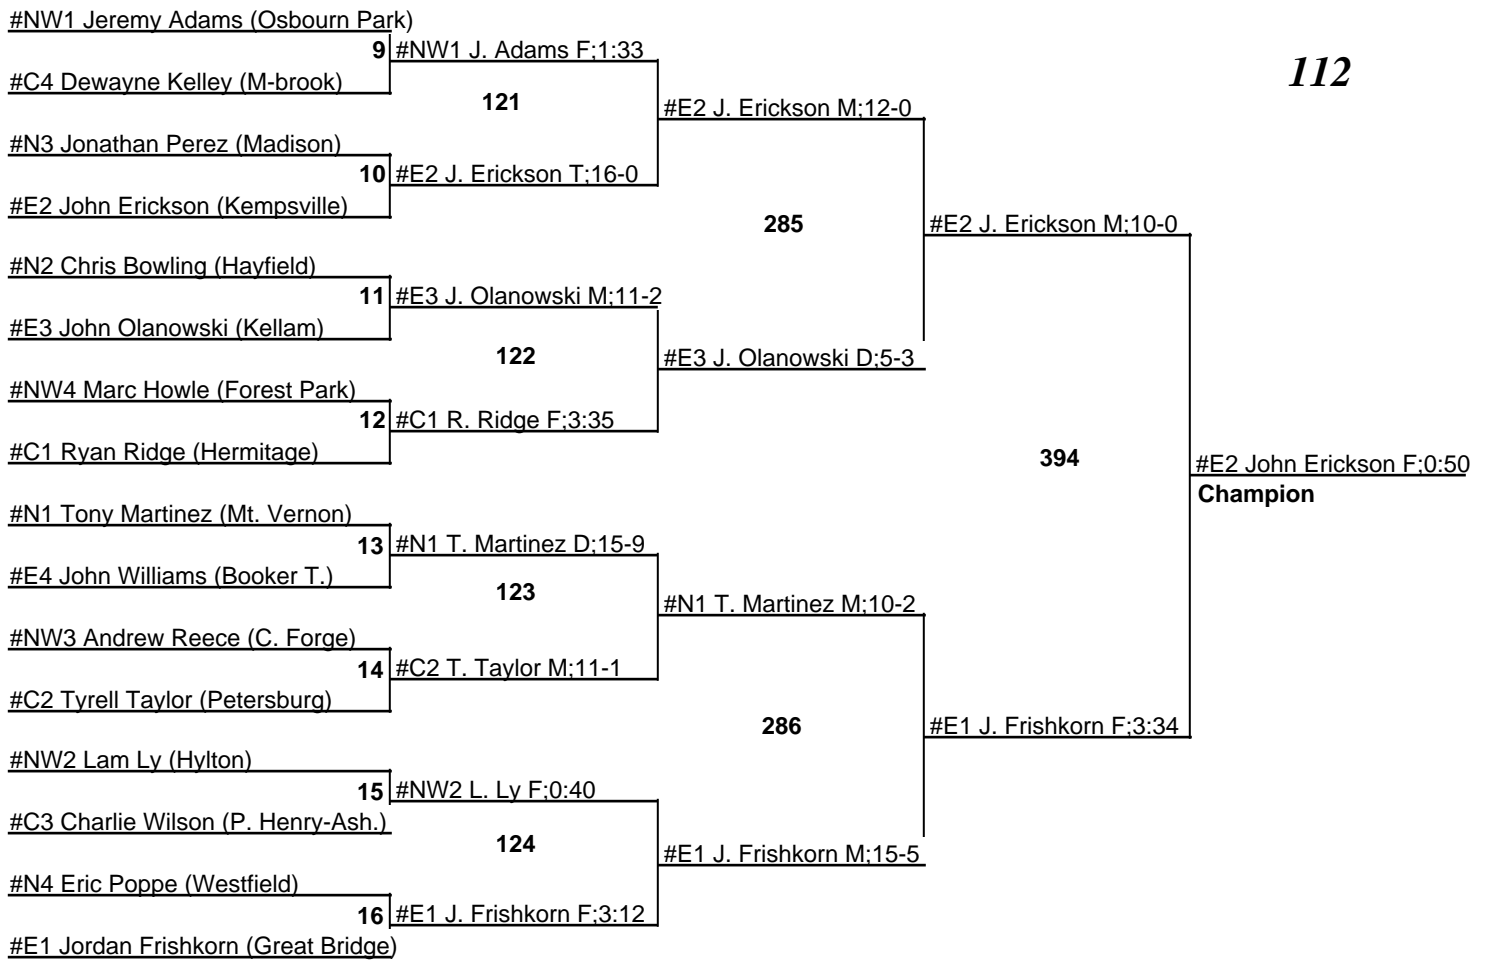 #NW1 Jeremy Adams (Osbourn Park)
9 #NW1 J. Adams F;1:33
112
#C4 Dewayne Kelley (M-brook)
121
#E2 J. Erickson M;12-0
#N3 Jonathan Perez (Madison)
10 #E2 J. Erickson T;16-0
#E2 John Erickson (Kempsville)
285
#E2 J. Erickson M;10-0
#N2 Chris Bowling (Hayfield)
11 #E3 J. Olanowski M;11-2
#E3 John Olanowski (Kellam)
122
#E3 J. Olanowski D;5-3
#NW4 Marc Howle (Forest Park)
12 #C1 R. Ridge F;3:35
#C1 Ryan Ridge (Hermitage)
394
#E2 John Erickson F;0:50
Champion
#N1 Tony Martinez (Mt. Vernon)
13 #N1 T. Martinez D;15-9
#E4 John Williams (Booker T.)
123
#N1 T. Martinez M;10-2
#NW3 Andrew Reece (C. Forge)
14 #C2 T. Taylor M;11-1
#C2 Tyrell Taylor (Petersburg)
286
#E1 J. Frishkorn F;3:34
#NW2 Lam Ly (Hylton)
15 #NW2 L. Ly F;0:40
#C3 Charlie Wilson (P. Henry-Ash.)
124
#E1 J. Frishkorn M;15-5
#N4 Eric Poppe (Westfield)
16 #E1 J. Frishkorn F;3:12
#E1 Jordan Frishkorn (Great Bridge)